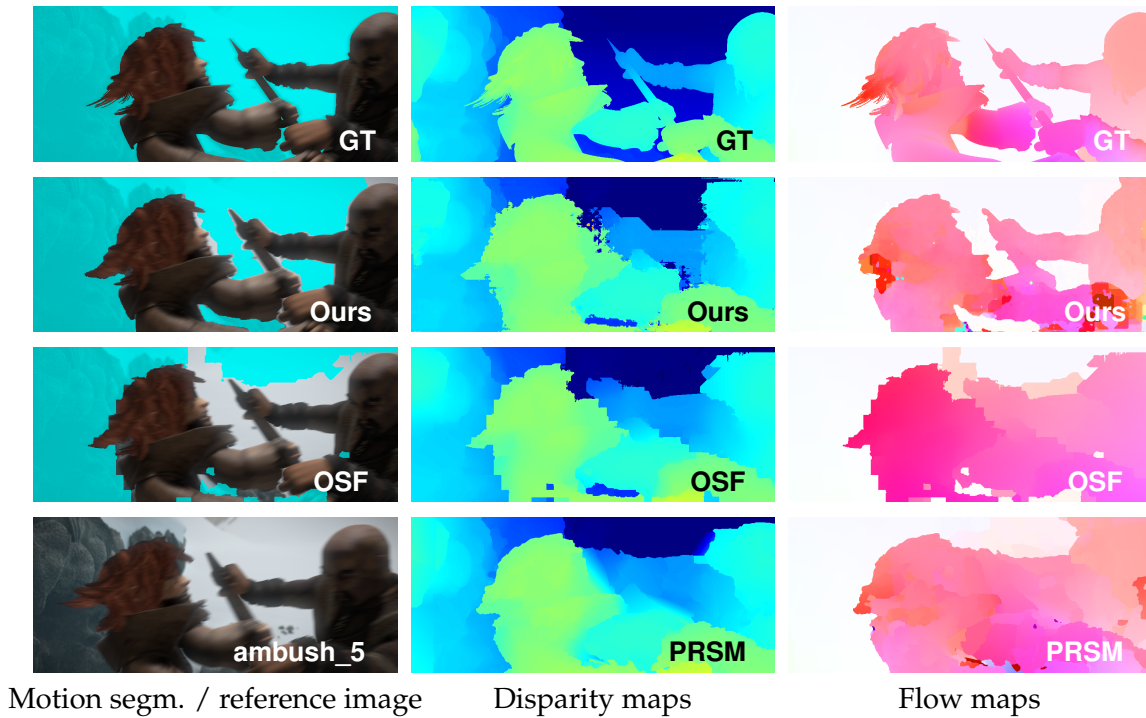 GT GT GT
Ours Ours Ours
OSF OSF OSF
ambush_5 PRSM PRSM
Motion segm. / reference image Disparity maps Flow maps